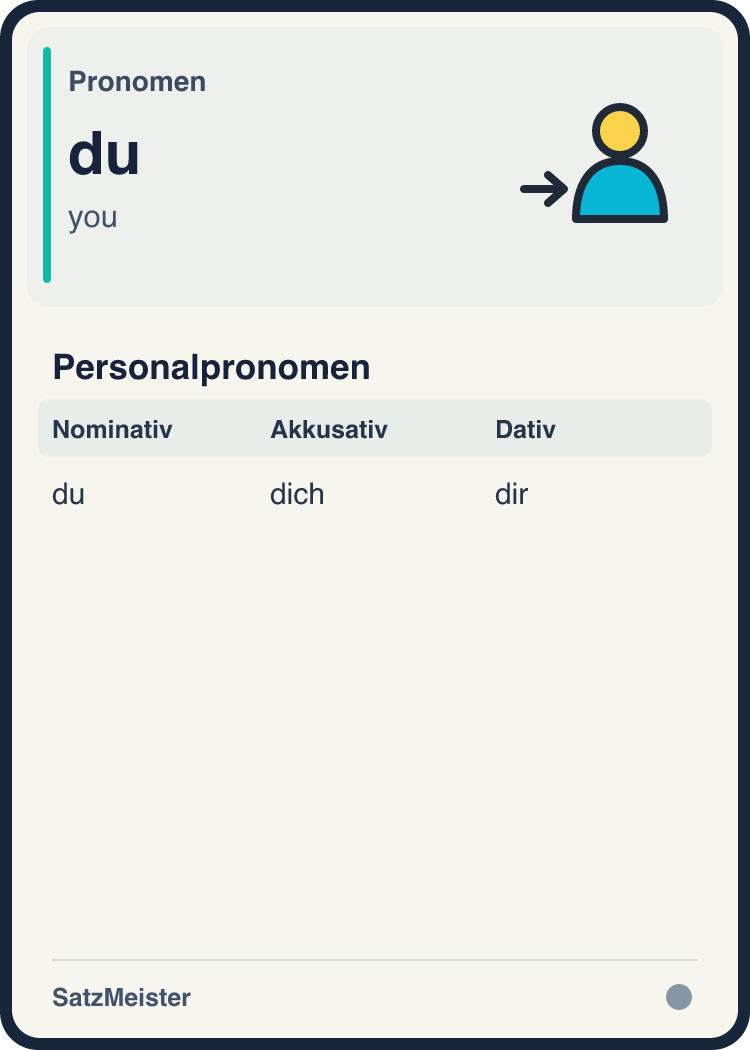 Pronomen
du
you
Personalpronomen
Nominativ Akkusativ Dativ
du dich dir
SatzMeister